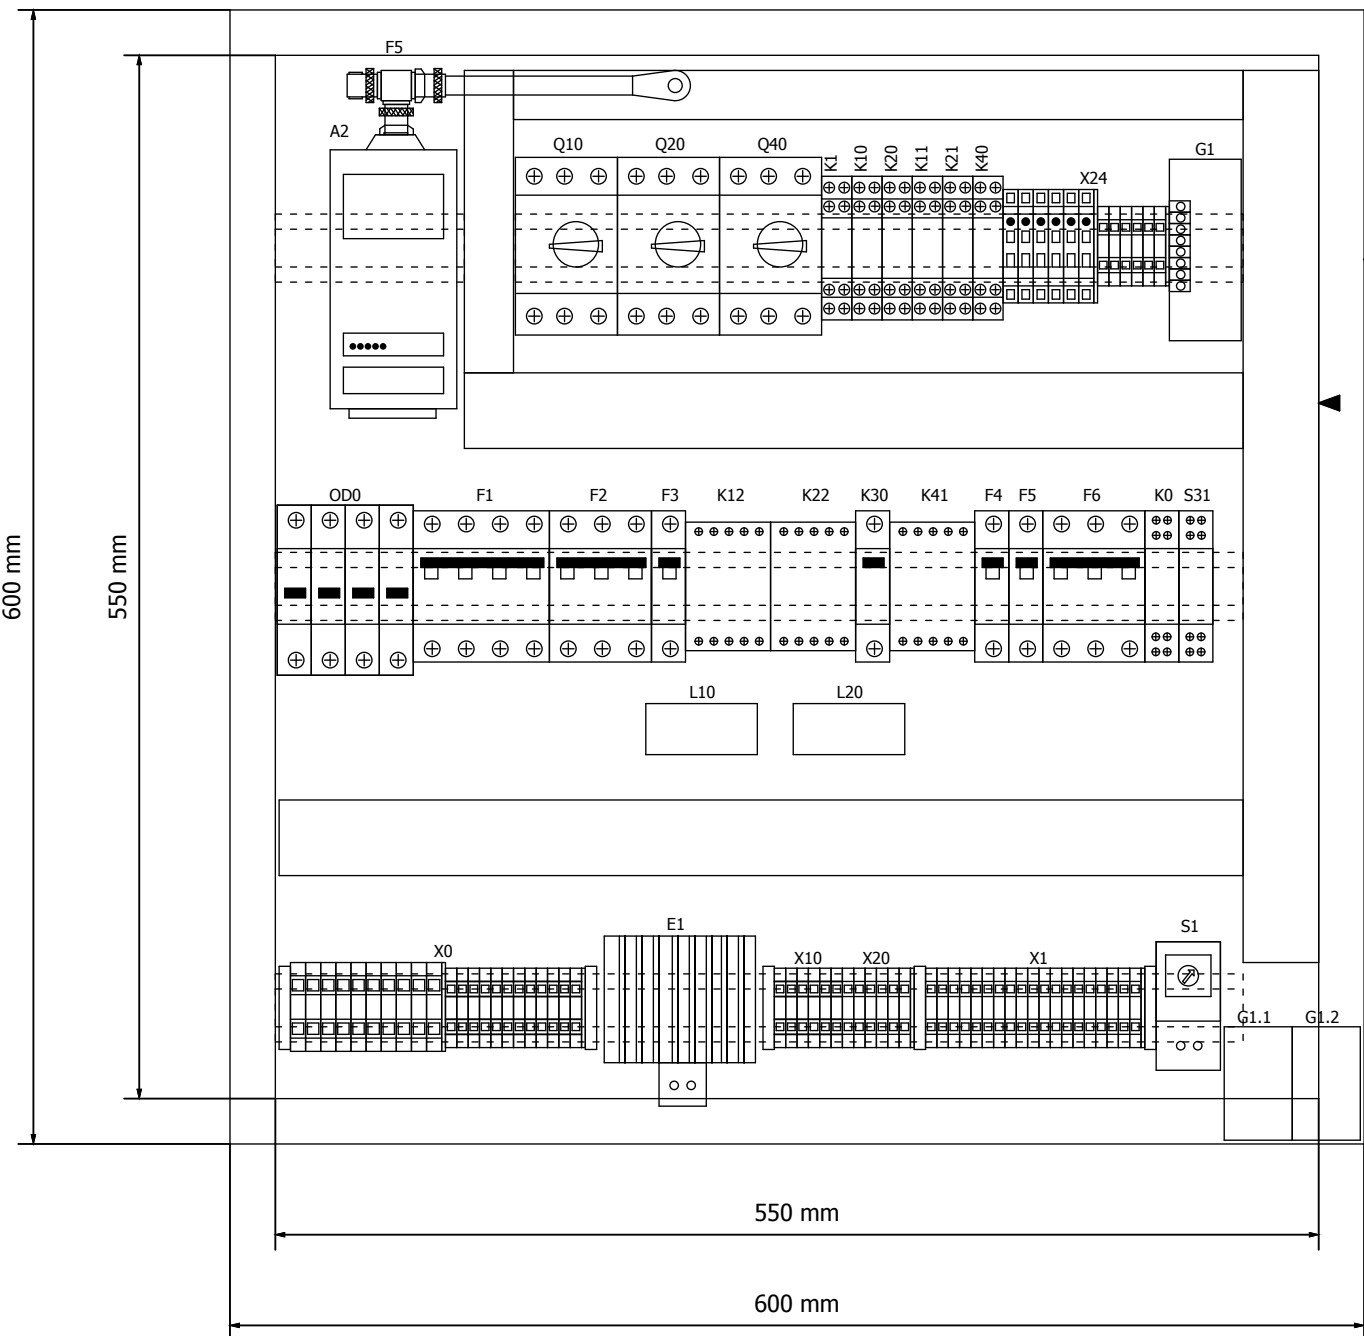 F5
A2
Q10 Q20 Q40 K1 K10 K20 K11 K21 K40 X24 G1
OD0 F1 F2 F3 K12 K22 K30 K41 F4 F5 F6 K0 S31
L10 L20
E1
X0 X10 X20 X1 S1
G1.1 G1.2
600 mm
550 mm
550 mm
600 mm